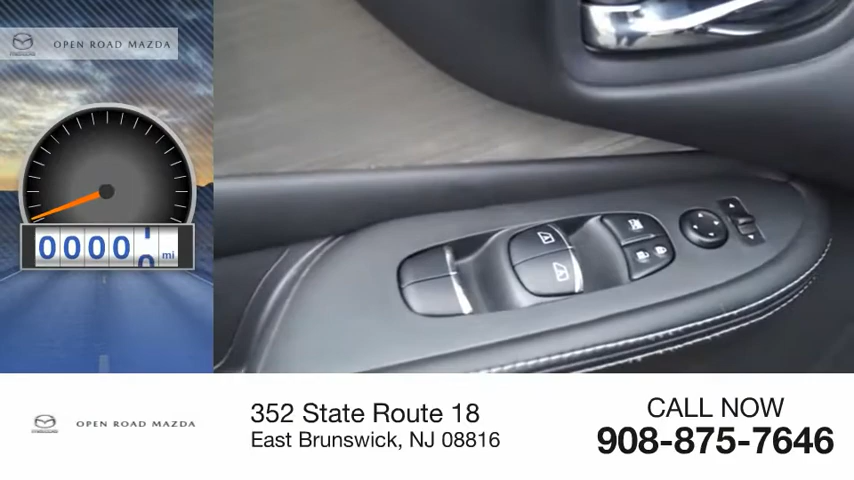 OPEN ROAD MAZDA
0000 mi
OPEN ROAD MAZDA
352 State Route 18
East Brunswick, NJ 08816
CALL NOW
908-875-7646